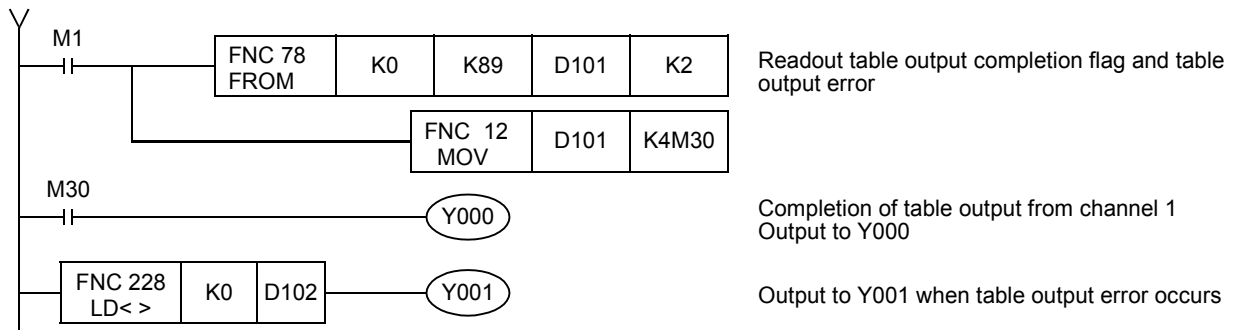 M1
FNC 78
FROM
K0
K89
D101
K2
Readout table output completion flag and table
output error
FNC 12
MOV
D101
K4M30
M30
Y000
Completion of table output from channel 1
Output to Y000
FNC 228
LD< >
K0
D102
Y001
Output to Y001 when table output error occurs